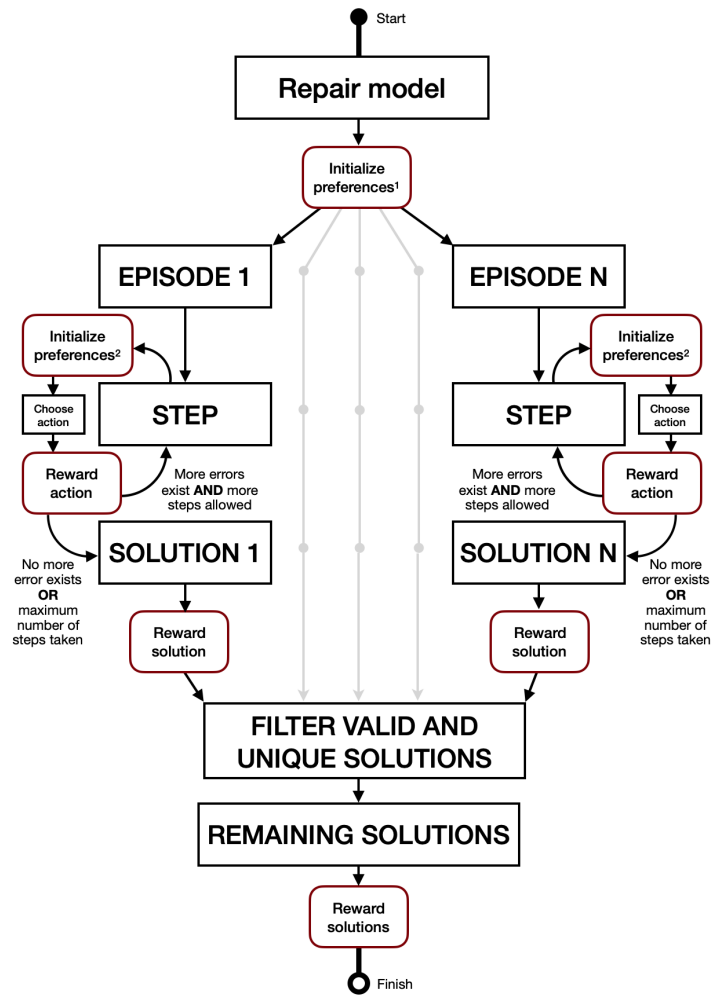 Start
Repair model
Initialize
preferences¹
EPISODE 1
EPISODE N
Initialize
preferences²
Initialize
preferences²
Choose
action
STEP
STEP
Choose
action
Reward
action
More errors
exist AND more
steps allowed
More errors
exist AND more
steps allowed
Reward
action
No more
error exists
OR
maximum
number of
steps taken
SOLUTION 1
SOLUTION N
No more
error exists
OR
maximum
number of
steps taken
Reward
solution
Reward
solution
FILTER VALID AND
UNIQUE SOLUTIONS
REMAINING SOLUTIONS
Reward
solutions
Finish